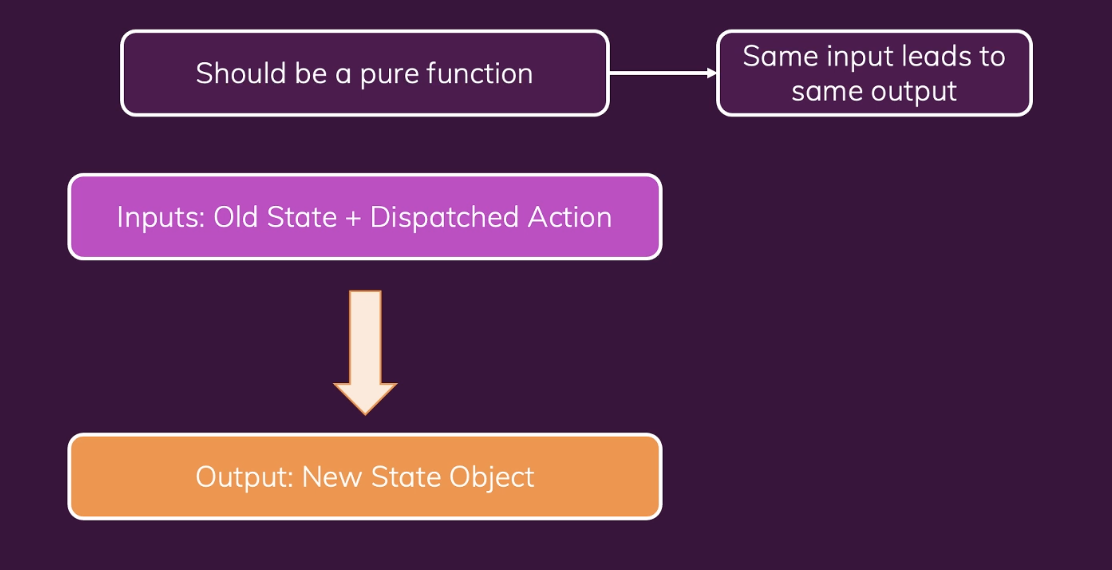 Should be a pure function
Same input leads to
same output
Inputs: Old State + Dispatched Action
Output: New State Object